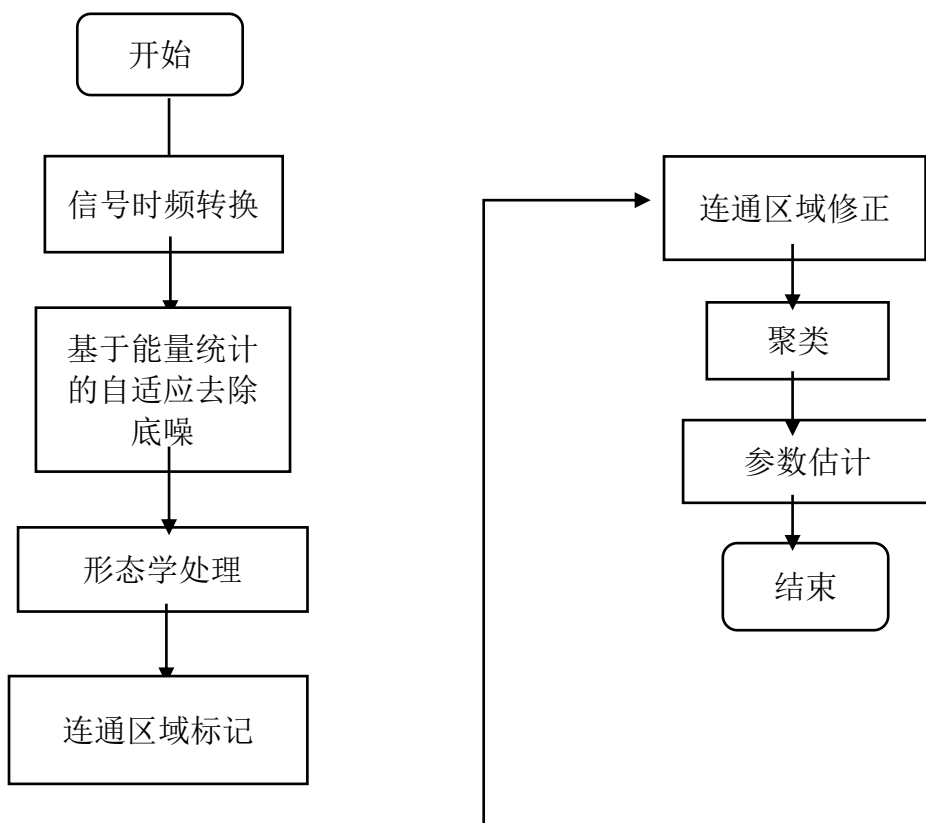 开始
信号时频转换
基于能量统计
的自适应去除
底噪
形态学处理
连通区域标记
连通区域修正
聚类
参数估计
结束